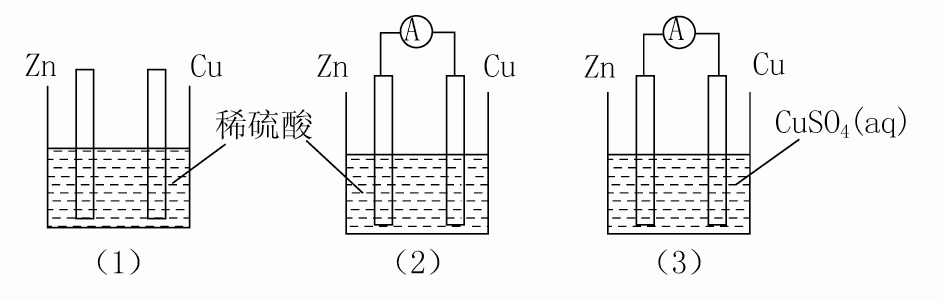 A
A
Zn
Cu
Zn
Cu
Zn
Cu
稀硫酸
CuSO₄(aq)
(1)
(2)
(3)